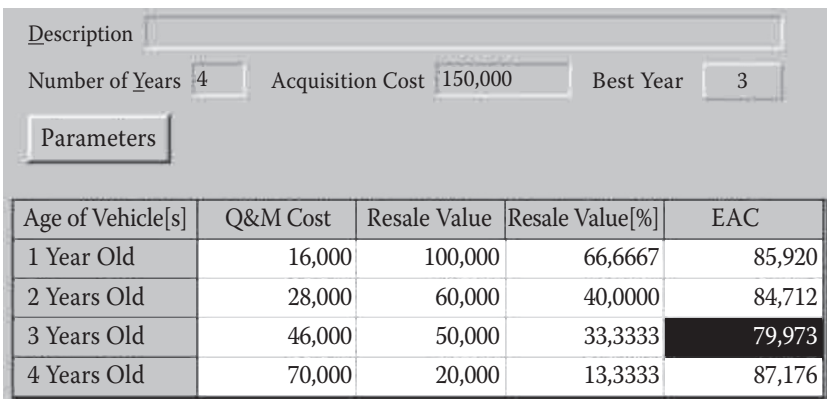 Description
Number of Years 4 Acquisition Cost 150,000 Best Year 3
Parameters
Age of Vehicle[s] Q&M Cost Resale Value Resale Value[%] EAC
1 Year Old 16,000 100,000 66,6667 85,920
2 Years Old 28,000 60,000 40,0000 84,712
3 Years Old 46,000 50,000 33,3333 79,973
4 Years Old 70,000 20,000 13,3333 87,176